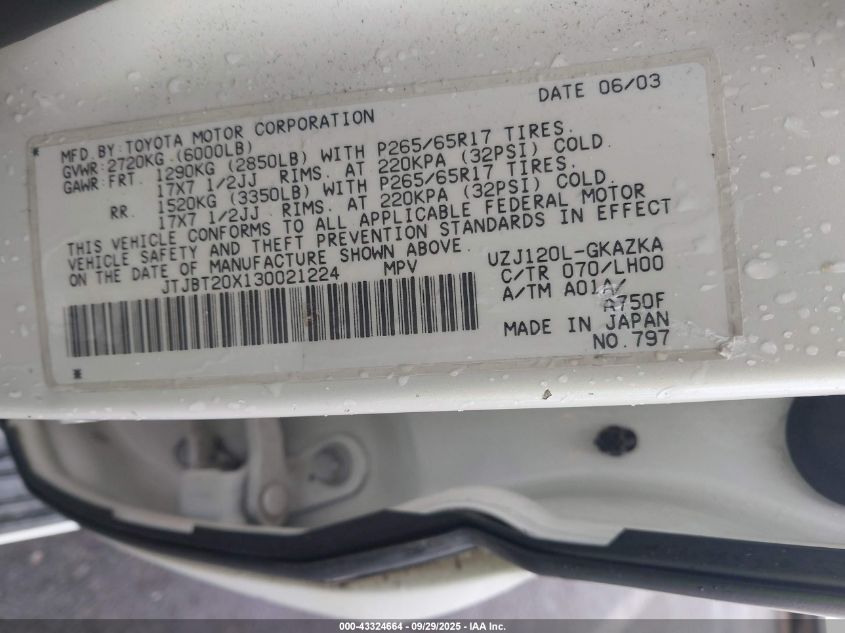 DATE 06/03
MFD. BY: TOYOTA MOTOR CORPORATION
GVWR: 2720KG (6000LB)
GAWR: FRT. 1290KG (2850LB) WITH P265/65R17 TIRES.
17X7 1/2JJ RIMS. AT 220KPA (32PSI) COLD.
RR. 1520KG (3350LB) WITH P265/65R17 TIRES.
17X7 1/2JJ RIMS. AT 220KPA (32PSI) COLD.
THIS VEHICLE CONFORMS TO ALL APPLICABLE FEDERAL MOTOR
VEHICLE SAFETY AND THEFT PREVENTION STANDARDS IN EFFECT
ON THE DATE OF MANUFACTURE SHOWN ABOVE.
JTJBT20X130021224 MPV
UZJ120L-GKAZKA
C/TR 070/LH00
A/TM A01A/
A750F
MADE IN JAPAN
NO. 797
000-43324664 - 09/29/2025 - IAA Inc.